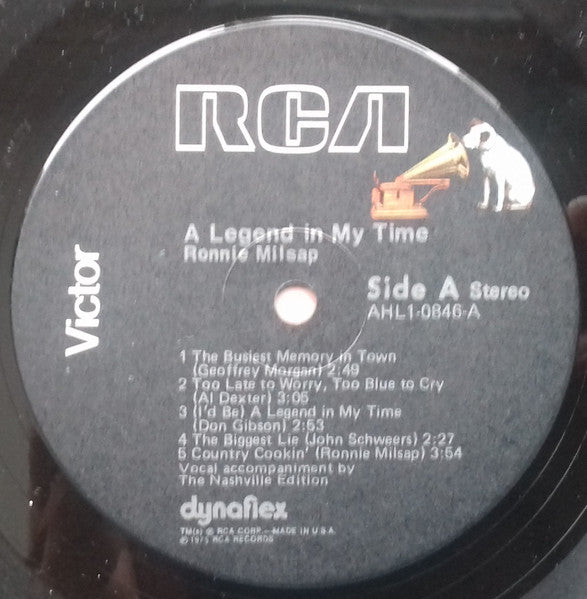 RCA
A Legend in My Time
Ronnie Milsap
Victor
Side A Stereo
AHL1-0846-A
1 The Busiest Memory in Town
(Geoffrey Morgan) 2:49
2 Too Late to Worry, Too Blue to Cry
(Al Dexter) 3:05
3 (I'd Be) A Legend in My Time
(Don Gibson) 2:53
4 The Biggest Lie (John Schweers) 2:27
5 Country Cookin' (Ronnie Milsap) 3:54
Vocal accompaniment by
The Nashville Edition
dynaflex
TM(s) ® RCA CORP.—MADE IN U.S.A.
℗ 1975 RCA RECORDS